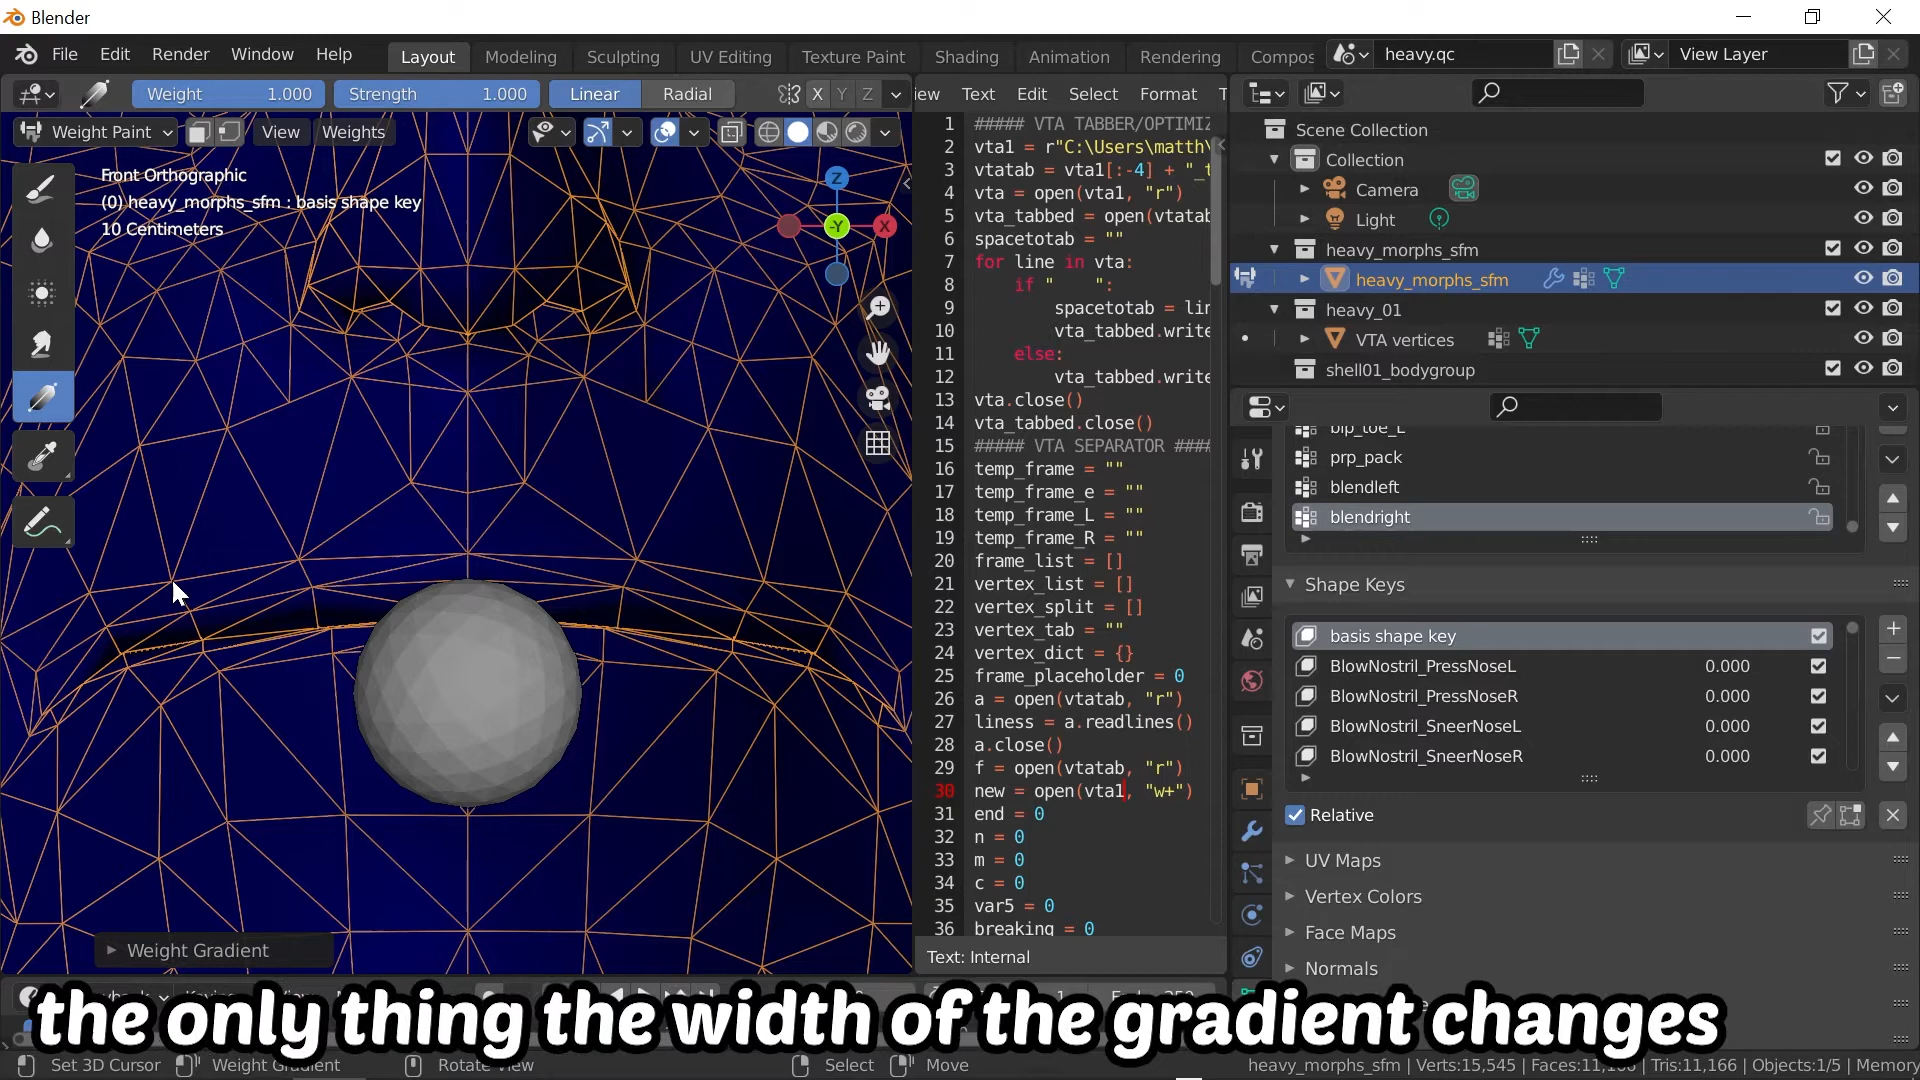 Blender
File Edit Render Window Help Layout Modeling Sculpting UV Editing Texture Paint Shading Animation Rendering Compos heavy.qc View Layer
Weight 1.000 Strength 1.000 Linear Radial X Y Z iew Text Edit Select Format T
Weight Paint View Weights
Front Orthographic
(0) heavy_morphs_sfm : basis shape key
10 Centimeters
Z
-Y X
Weight Gradient
1 ##### VTA TABBER/OPTIMIZ
2 vta1 = r"C:\Users\matth\
3 vtatab = vta1[:-4] + "_t
4 vta = open(vta1, "r")
5 vta_tabbed = open(vtatab
6 spacetotab = ""
7 for line in vta:
8 if "    ":
9 spacetotab = lin
10 vta_tabbed.write
11 else:
12 vta_tabbed.write
13 vta.close()
14 vta_tabbed.close()
15 ##### VTA SEPARATOR ####
16 temp_frame = ""
17 temp_frame_e = ""
18 temp_frame_L = ""
19 temp_frame_R = ""
20 frame_list = []
21 vertex_list = []
22 vertex_split = []
23 vertex_tab = ""
24 vertex_dict = {}
25 frame_placeholder = 0
26 a = open(vtatab, "r")
27 liness = a.readlines()
28 a.close()
29 f = open(vtatab, "r")
30 new = open(vta1, "w+")
31 end = 0
32 n = 0
33 m = 0
34 c = 0
35 var5 = 0
36 breaking = 0
Text: Internal
Scene Collection
Collection
Camera
Light
heavy_morphs_sfm
heavy_morphs_sfm
heavy_01
VTA vertices
shell01_bodygroup
bip_toe_L
prp_pack
blendleft
blendright
Shape Keys
basis shape key
BlowNostril_PressNoseL 0.000
BlowNostril_PressNoseR 0.000
BlowNostril_SneerNoseL 0.000
BlowNostril_SneerNoseR 0.000
Relative
UV Maps
Vertex Colors
Face Maps
Normals
the only thing the width of the gradient changes
Set 3D Cursor Weight Gradient Rotate View Select Move heavy_morphs_sfm | Verts:15,545 | Faces:11,166 | Tris:11,166 | Objects:1/5 | Memory